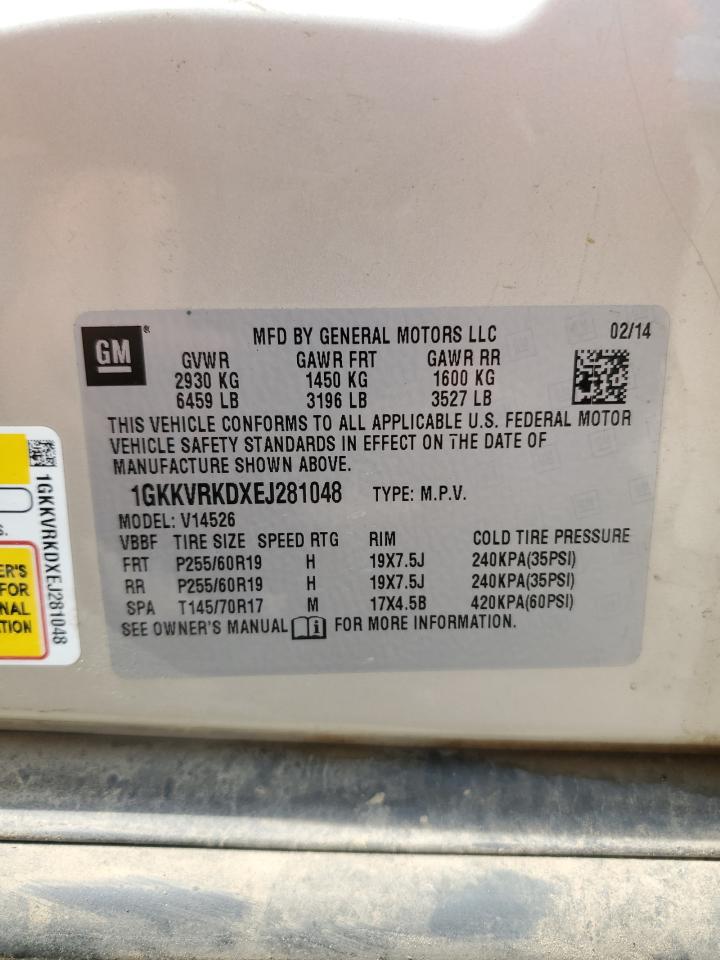 GM
®
MFD BY GENERAL MOTORS LLC
02/14
GVWR GAWR FRT GAWR RR
2930 KG 1450 KG 1600 KG
6459 LB 3196 LB 3527 LB
THIS VEHICLE CONFORMS TO ALL APPLICABLE U.S. FEDERAL MOTOR
VEHICLE SAFETY STANDARDS IN EFFECT ON THE DATE OF
MANUFACTURE SHOWN ABOVE.
1GKKVRKDXEJ281048 TYPE: M.P.V.
MODEL: V14526
VBBF TIRE SIZE SPEED RTG RIM COLD TIRE PRESSURE
FRT P255/60R19 H 19X7.5J 240KPA(35PSI)
RR P255/60R19 H 19X7.5J 240KPA(35PSI)
SPA T145/70R17 M 17X4.5B 420KPA(60PSI)
SEE OWNER'S MANUAL FOR MORE INFORMATION.
1GKKVRKDXEJ281048
S.
ER'S
FOR
NAL
TION